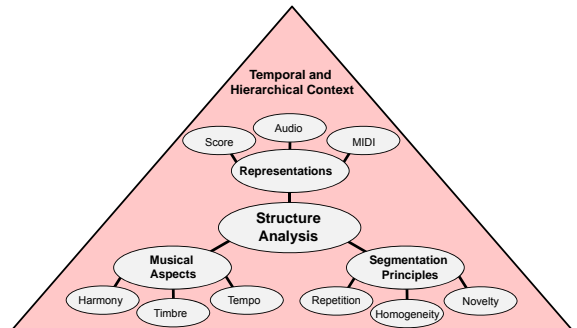 Temporal and
Hierarchical Context
Audio
Score
MIDI
Representations
Structure
Analysis
Musical
Aspects
Segmentation
Principles
Harmony
Timbre
Tempo
Repetition
Homogeneity
Novelty